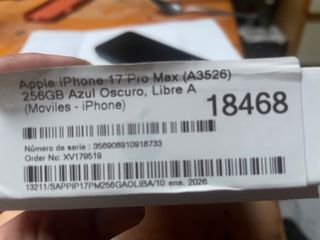 Apple iPhone 17 Pro Max (A3526)
256GB Azul Oscuro, Libre A
(Moviles - iPhone)
18468
Número de serie : 356908910918733
Order No: XV179519
13211/SAPPIP17PM256GAOLIBA/10 ene. 2026